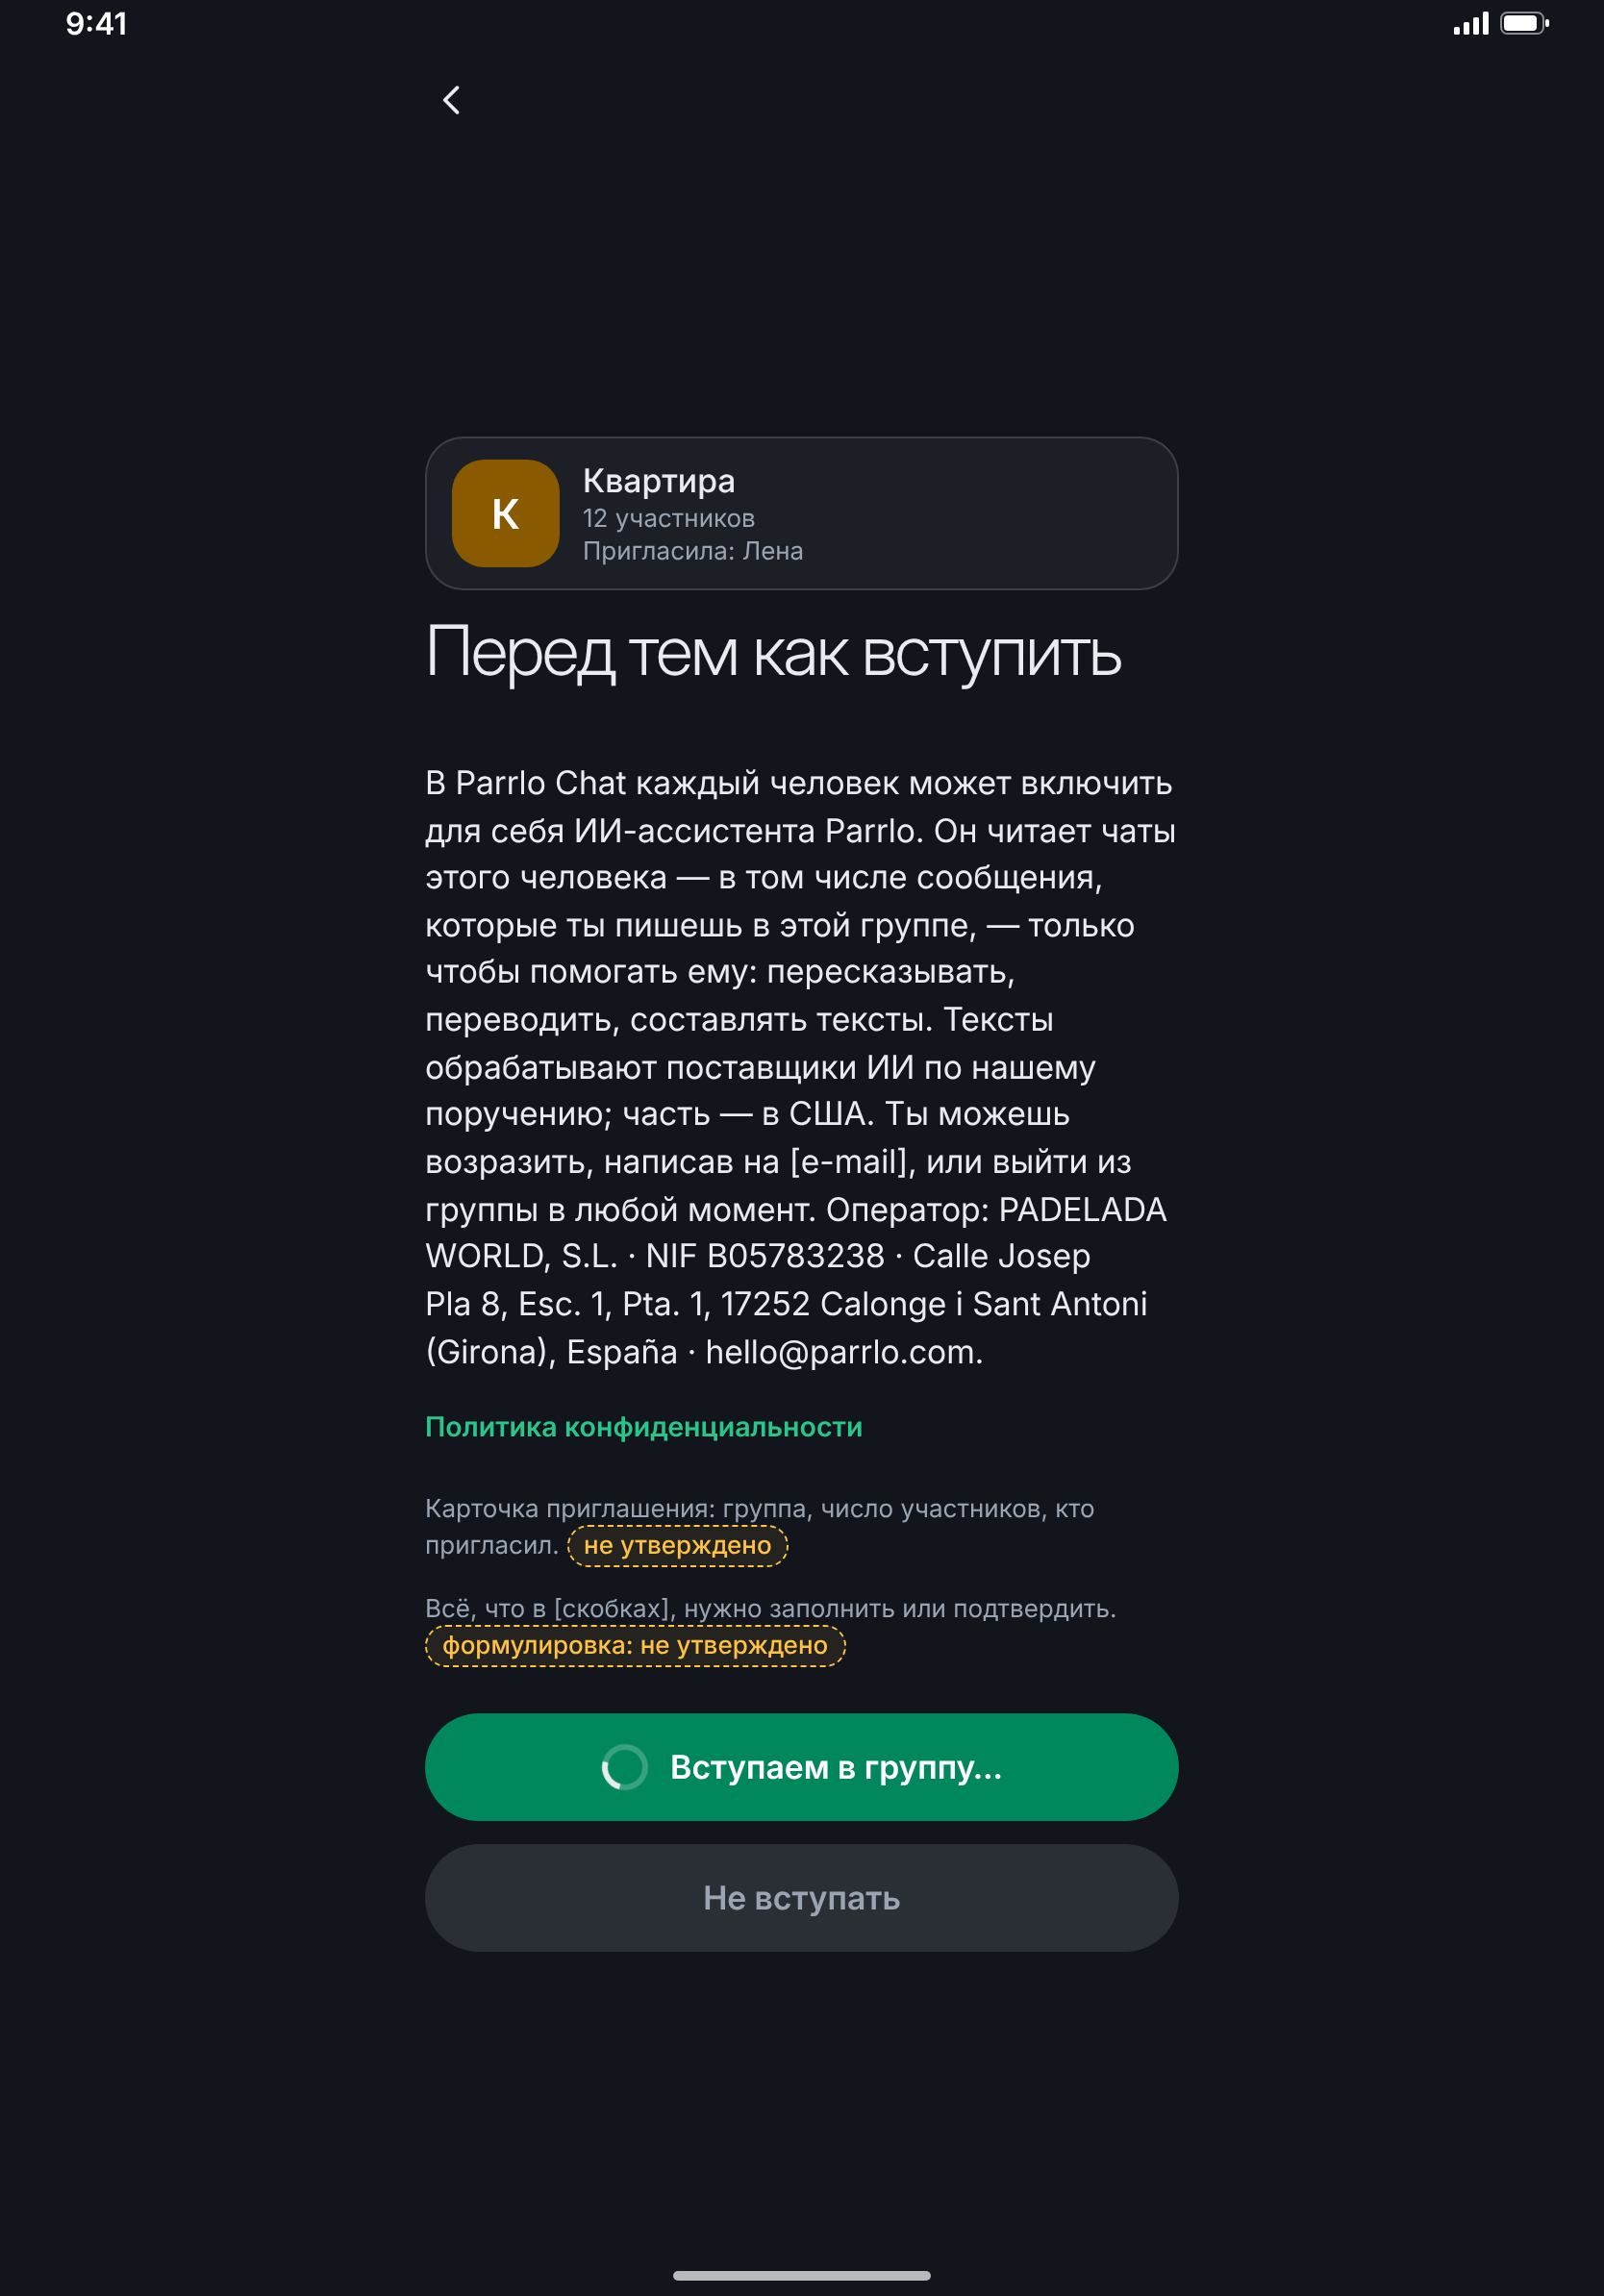 9:41
К
Квартира
12 участников
Пригласила: Лена
Перед тем как вступить
В Parrlo Chat каждый человек может включить
для себя ИИ-ассистента Parrlo. Он читает чаты
этого человека — в том числе сообщения,
которые ты пишешь в этой группе, — только
чтобы помогать ему: пересказывать,
переводить, составлять тексты. Тексты
обрабатывают поставщики ИИ по нашему
поручению; часть — в США. Ты можешь
возразить, написав на [e-mail], или выйти из
группы в любой момент. Оператор: PADELADA
WORLD, S.L. · NIF B05783238 · Calle Josep
Pla 8, Esc. 1, Pta. 1, 17252 Calonge i Sant Antoni
(Girona), España · hello@parrlo.com.
Политика конфиденциальности
Карточка приглашения: группа, число участников, кто
пригласил. не утверждено
Всё, что в [скобках], нужно заполнить или подтвердить.
формулировка: не утверждено
Вступаем в группу...
Не вступать